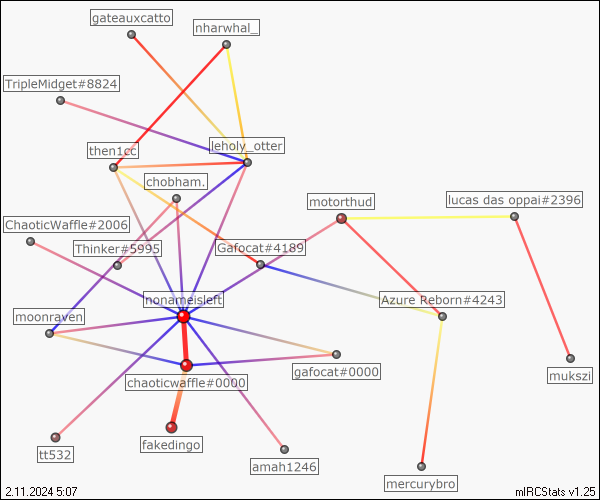 gateauxcatto
nharwhal_
TripleMidget#8824
then1cc
leholy_otter
chobham.
motorthud
lucas das oppai#2396
ChaoticWaffle#2006
Thinker#5995
Gafocat#4189
nonameisleft
Azure Reborn#4243
moonraven
gafocat#0000
mukszi
chaoticwaffle#0000
fakedingo
tt532
amah1246
mercurybro
2.11.2024 5:07
mIRCStats v1.25